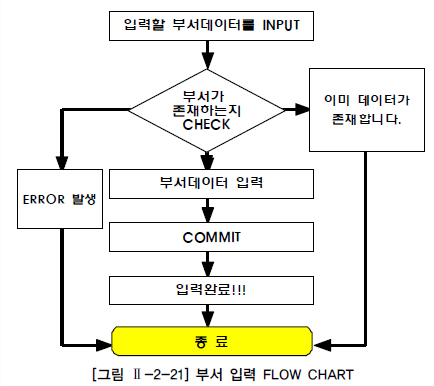 입력할 부서데이터를 INPUT
부서가
존재하는지
CHECK
이미 데이터가
존재합니다.
ERROR 발생
부서데이터 입력
COMMIT
입력완료!!!
종 료
[그림 Ⅱ-2-21] 부서 입력 FLOW CHART